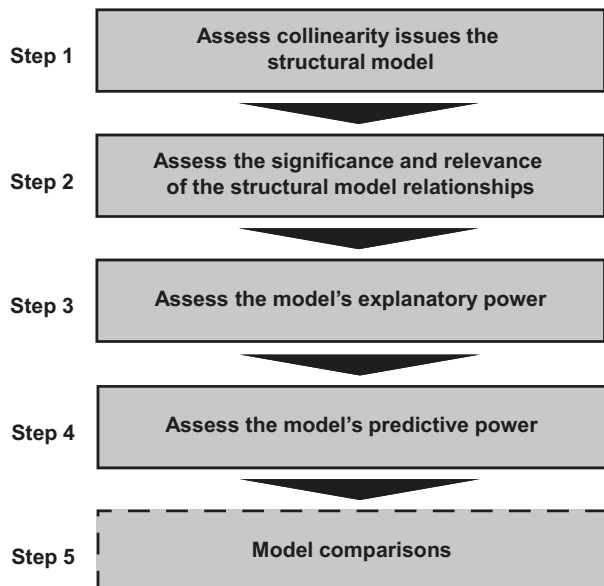 Step 1
Assess collinearity issues the
structural model
Step 2
Assess the significance and relevance
of the structural model relationships
Step 3
Assess the model’s explanatory power
Step 4
Assess the model’s predictive power
Step 5
Model comparisons